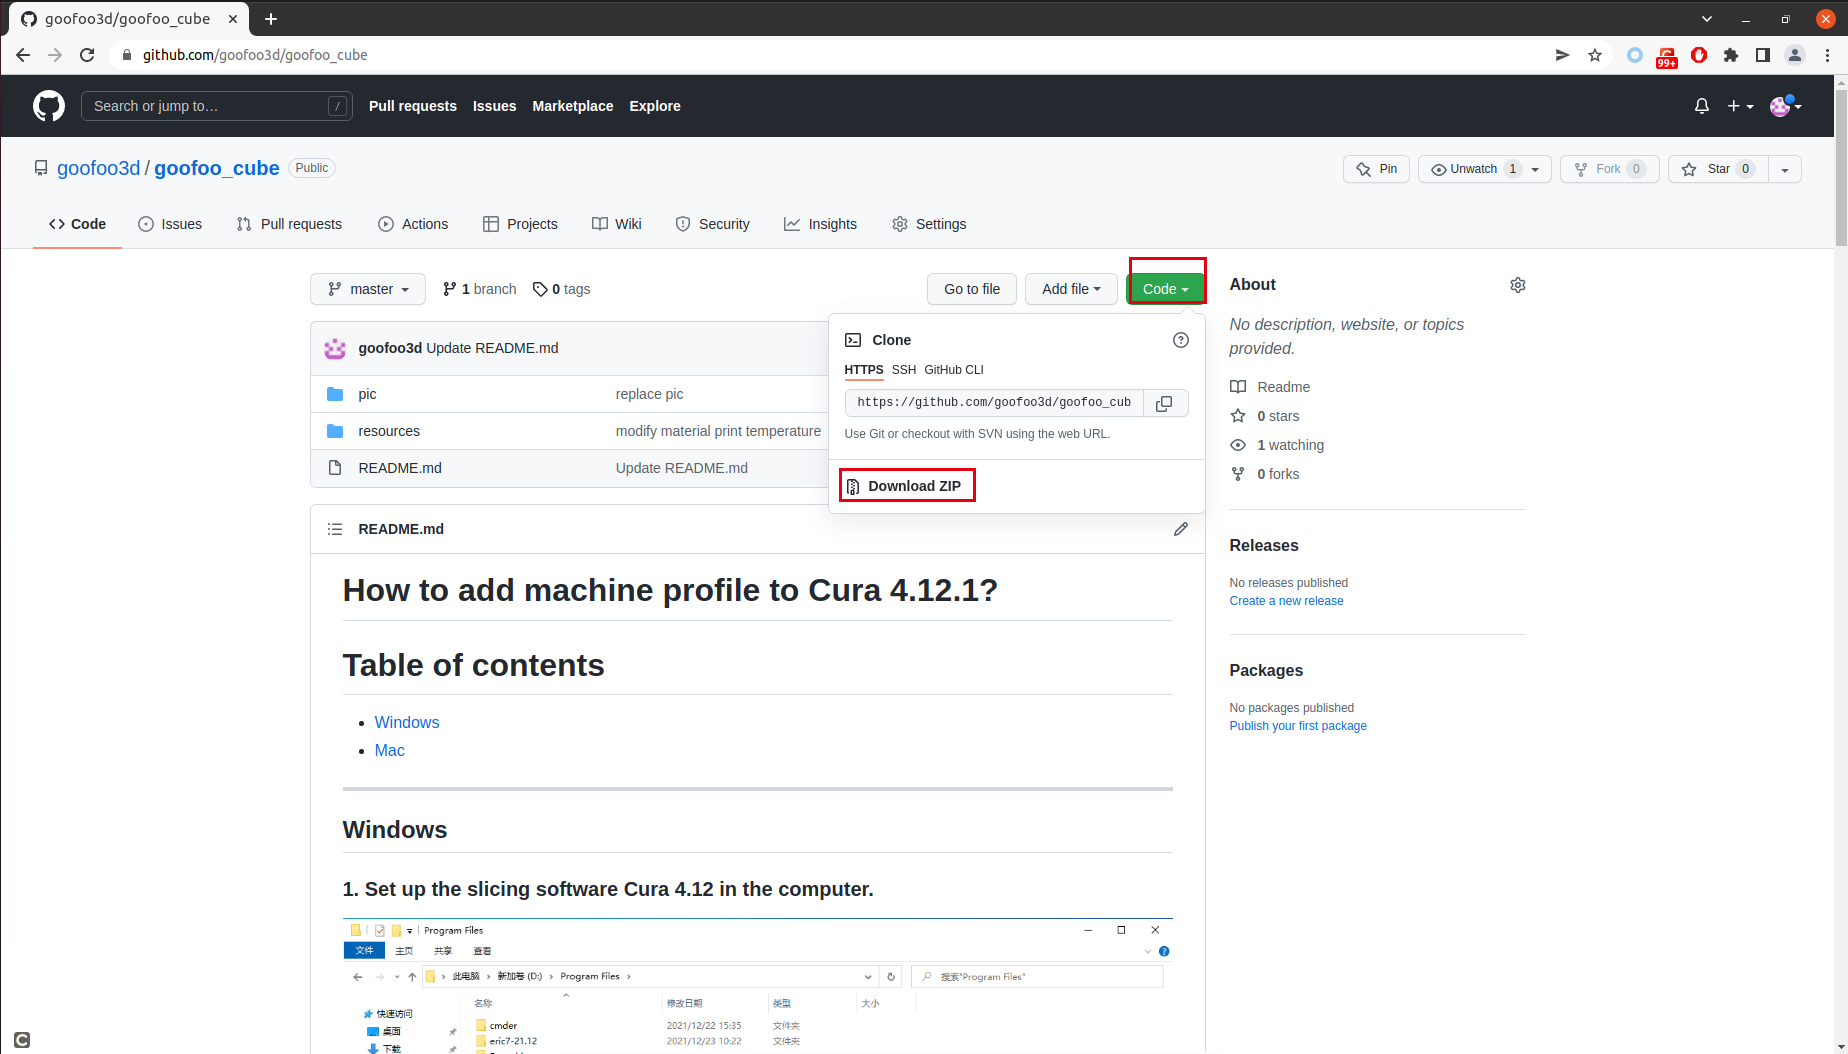 goofoo3d/goofoo_cube
github.com/goofoo3d/goofoo_cube
99+
Search or jump to…
/
Pull requests Issues Marketplace Explore
goofoo3d / goofoo_cube Public
Pin
Unwatch 1
Fork 0
Star 0
Code Issues Pull requests Actions Projects Wiki Security Insights Settings
master 1 branch 0 tags
Go to file Add file Code
goofoo3d Update README.md
pic replace pic
resources modify material print temperature
README.md Update README.md
Clone
HTTPS SSH GitHub CLI
https://github.com/goofoo3d/goofoo_cub
Use Git or checkout with SVN using the web URL.
Download ZIP
About
No description, website, or topics
provided.
Readme
0 stars
1 watching
0 forks
Releases
No releases published
Create a new release
Packages
No packages published
Publish your first package
README.md
How to add machine profile to Cura 4.12.1?
Table of contents
Windows
Mac
Windows
1. Set up the slicing software Cura 4.12 in the computer.
Program Files
文件 主页 共享 查看
此电脑 › 新加卷 (D:) › Program Files ›
搜索"Program Files"
名称 修改日期 类型 大小
快速访问
桌面
下载
cmder 2021/12/22 15:35 文件夹
eric7-21.12 2021/12/23 10:22 文件夹
C